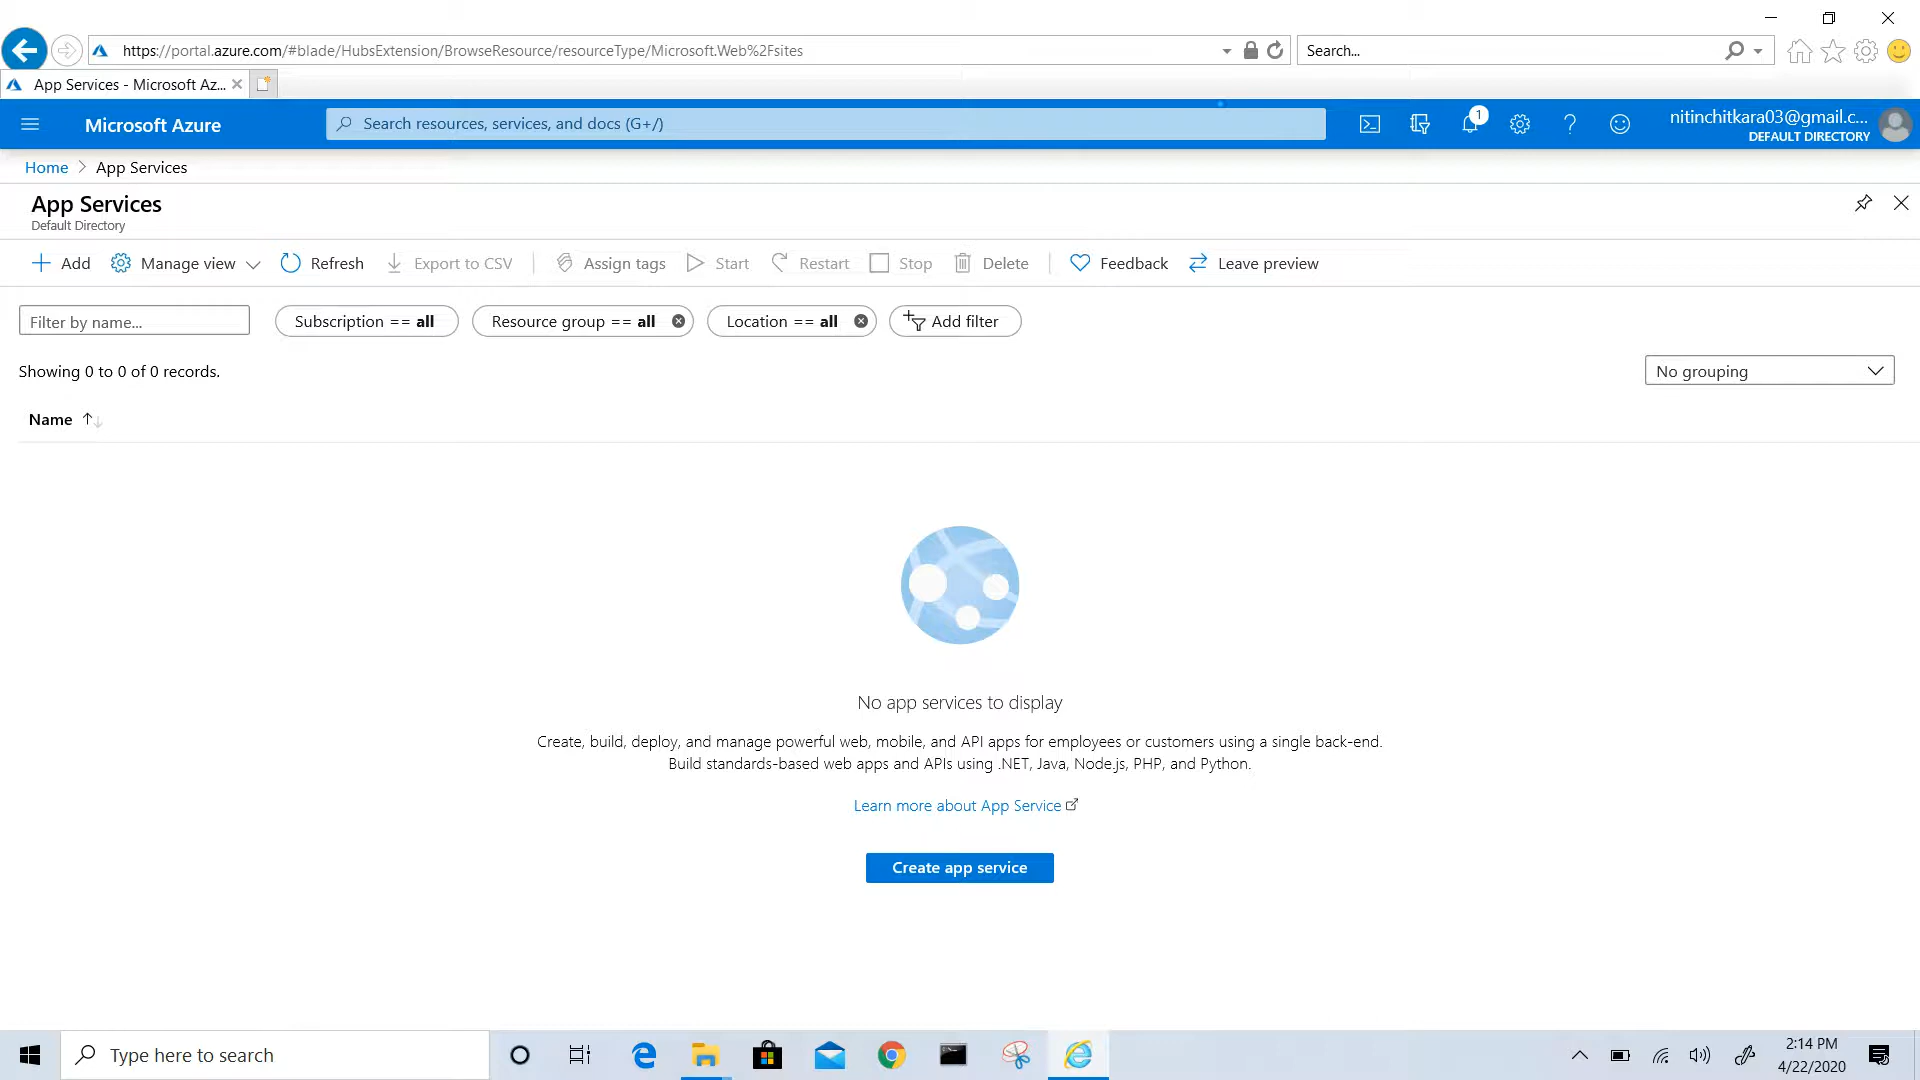 https://portal.azure.com/#blade/HubsExtension/BrowseResource/resourceType/Microsoft.Web%2Fsites
Search...
App Services - Microsoft Az...
Microsoft Azure
Search resources, services, and docs (G+/)
1
nitinchitkara03@gmail.c...
DEFAULT DIRECTORY
Home > App Services
App Services
Default Directory
Add
Manage view
Refresh
Export to CSV
Assign tags
Start
Restart
Stop
Delete
Feedback
Leave preview
Filter by name...
Subscription == all
Resource group == all
Location == all
Add filter
Showing 0 to 0 of 0 records.
No grouping
Name
No app services to display
Create, build, deploy, and manage powerful web, mobile, and API apps for employees or customers using a single back-end.
Build standards-based web apps and APIs using .NET, Java, Node.js, PHP, and Python.
Learn more about App Service
Create app service
Type here to search
2:14 PM
4/22/2020